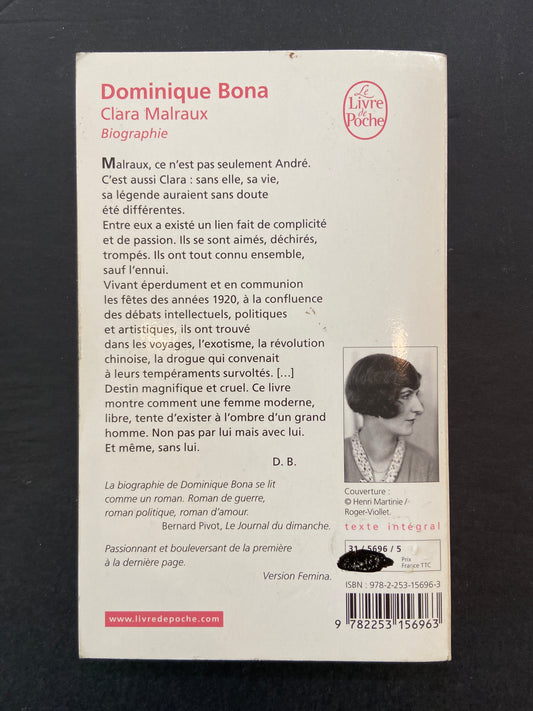 Dominique Bona
Clara Malraux
Biographie
Le
Livre
de
Poche
Malraux, ce n'est pas seulement André.
C'est aussi Clara : sans elle, sa vie,
sa légende auraient sans doute
été différentes.
Entre eux a existé un lien fait de complicité
et de passion. Ils se sont aimés, déchirés,
trompés. Ils ont tout connu ensemble,
sauf l'ennui.
Vivant éperdument et en communion
les fêtes des années 1920, à la confluence
des débats intellectuels, politiques
et artistiques, ils ont trouvé
dans les voyages, l'exotisme, la révolution
chinoise, la drogue qui convenait
à leurs tempéraments survoltés. [...]
Destin magnifique et cruel. Ce livre
montre comment une femme moderne,
libre, tente d'exister à l'ombre d'un grand
homme. Non pas par lui mais avec lui.
Et même, sans lui.
D. B.
La biographie de Dominique Bona se lit
comme un roman. Roman de guerre,
roman politique, roman d'amour.
Bernard Pivot, Le Journal du dimanche.
Passionnant et bouleversant de la première
à la dernière page.
Version Femina.
www.livredepoche.com
Couverture :
© Henri Martinie /
Roger-Viollet.
texte intégral
31 / 5696 / 5
Prix
France TTC
ISBN : 978-2-253-15696-3
9 782253 156963